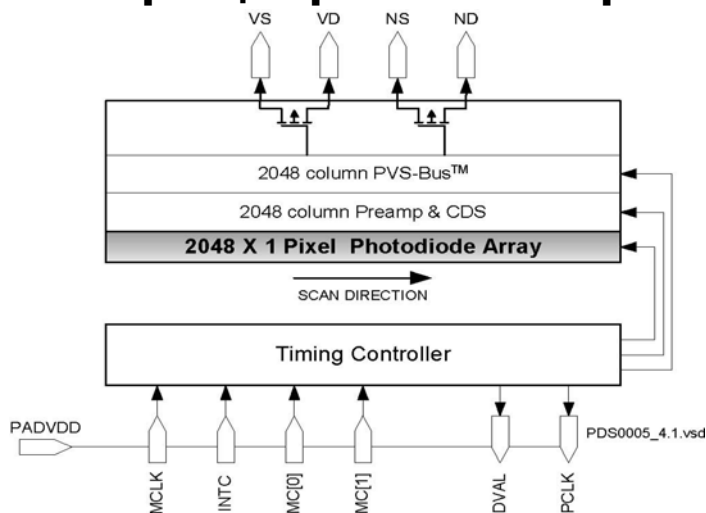 VS VD NS ND
2048 column PVS-Bus™
2048 column Preamp & CDS
2048 X 1 Pixel Photodiode Array
SCAN DIRECTION
Timing Controller
PADVDD
PDS0005_4.1.vsd
MCLK
INTC
MC[0]
MC[1]
DVAL
PCLK